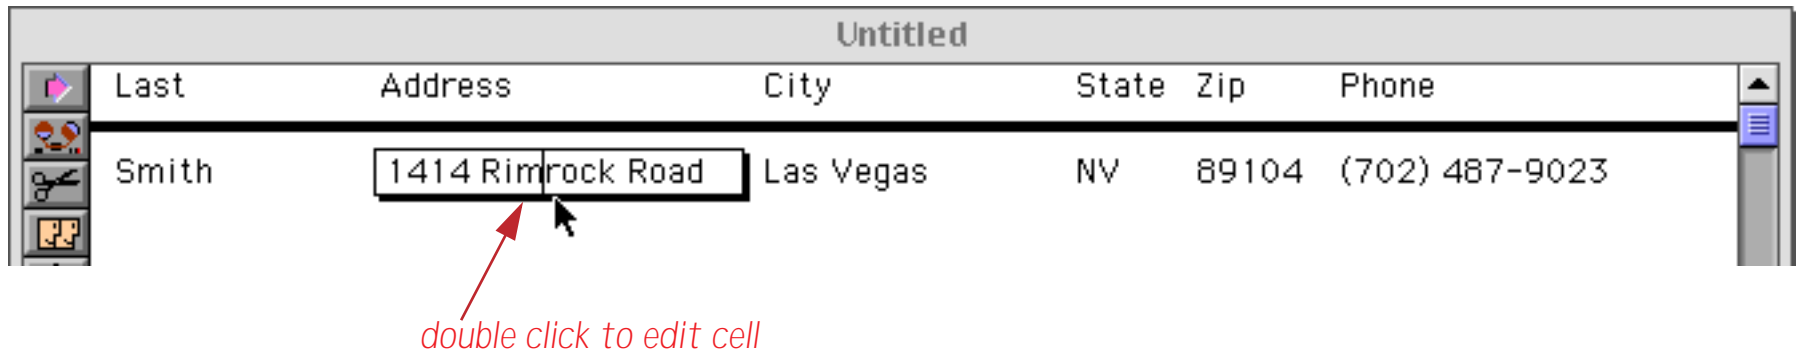 Untitled
Last Address City State Zip Phone
Smith 1414 Rimrock Road Las Vegas NV 89104 (702) 487-9023
double click to edit cell